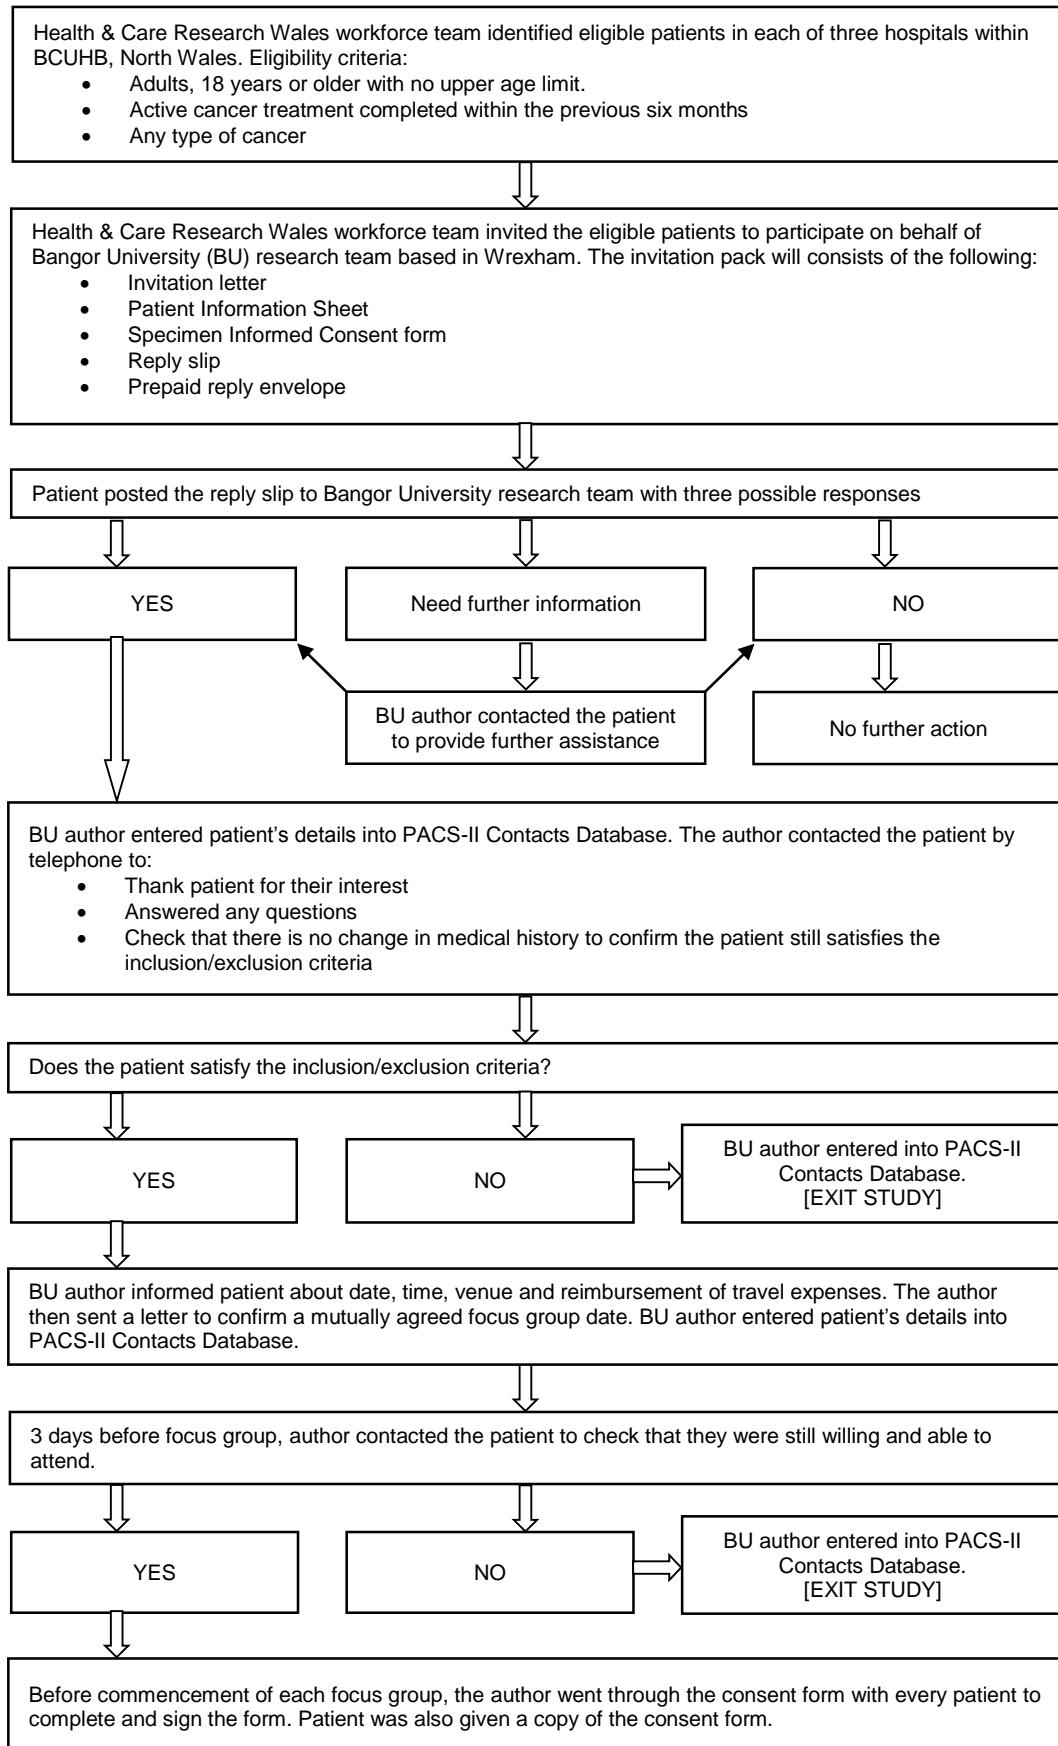 Health & Care Research Wales workforce team identified eligible patients in each of three hospitals within
BCUHB, North Wales. Eligibility criteria:
• Adults, 18 years or older with no upper age limit.
• Active cancer treatment completed within the previous six months
• Any type of cancer
Health & Care Research Wales workforce team invited the eligible patients to participate on behalf of
Bangor University (BU) research team based in Wrexham. The invitation pack will consists of the following:
• Invitation letter
• Patient Information Sheet
• Specimen Informed Consent form
• Reply slip
• Prepaid reply envelope
Patient posted the reply slip to Bangor University research team with three possible responses
YES
Need further information
NO
BU author contacted the patient
to provide further assistance
No further action
BU author entered patient’s details into PACS-II Contacts Database. The author contacted the patient by
telephone to:
• Thank patient for their interest
• Answered any questions
• Check that there is no change in medical history to confirm the patient still satisfies the
inclusion/exclusion criteria
Does the patient satisfy the inclusion/exclusion criteria?
YES
NO
BU author entered into PACS-II
Contacts Database.
[EXIT STUDY]
BU author informed patient about date, time, venue and reimbursement of travel expenses. The author
then sent a letter to confirm a mutually agreed focus group date. BU author entered patient’s details into
PACS-II Contacts Database.
3 days before focus group, author contacted the patient to check that they were still willing and able to
attend.
YES
NO
BU author entered into PACS-II
Contacts Database.
[EXIT STUDY]
Before commencement of each focus group, the author went through the consent form with every patient to
complete and sign the form. Patient was also given a copy of the consent form.